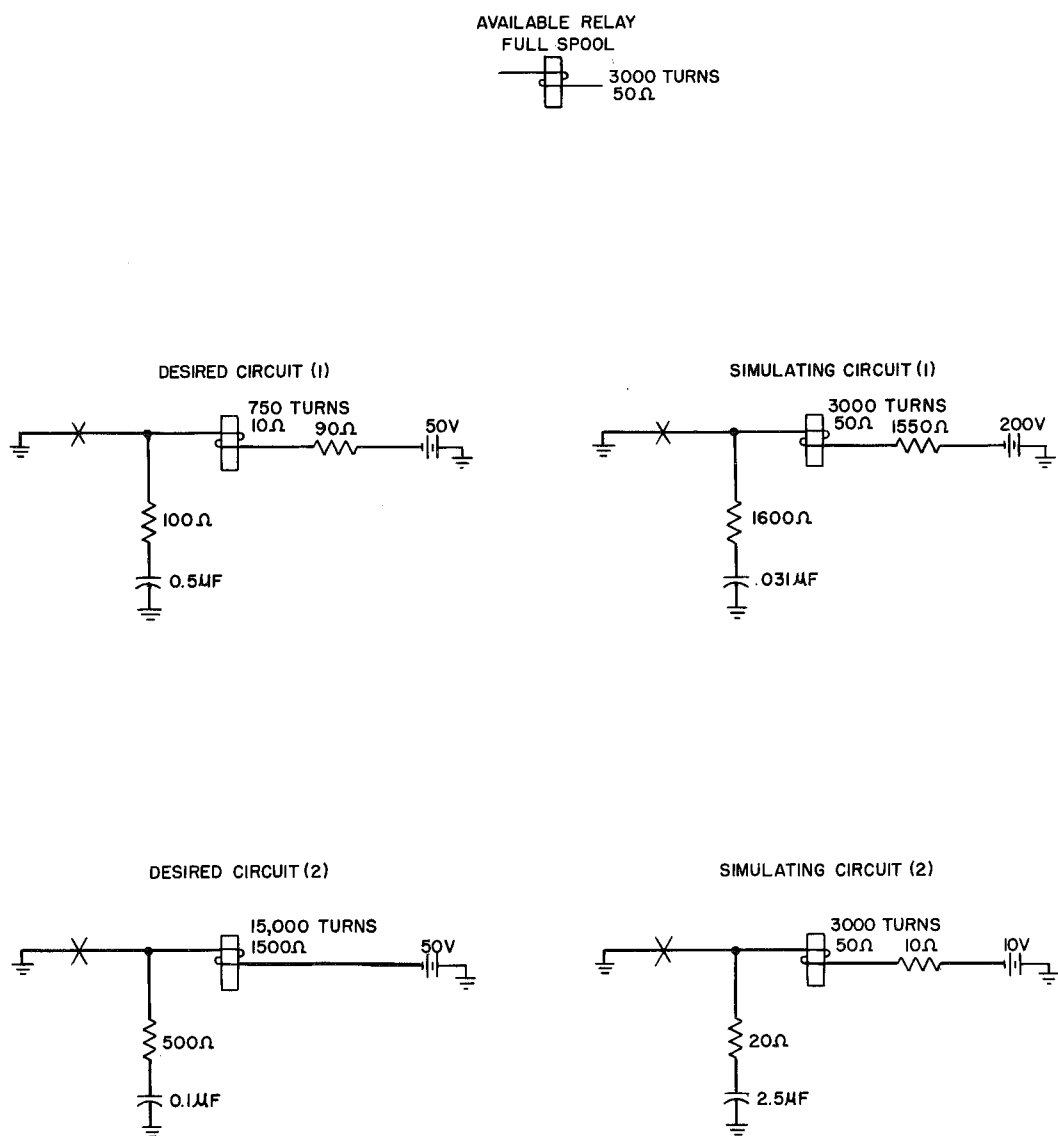 AVAILABLE RELAY
FULL SPOOL
3000 TURNS
50Ω
DESIRED CIRCUIT (1)
750 TURNS
10Ω 90Ω 50V
100Ω
0.5µF
SIMULATING CIRCUIT (1)
3000 TURNS
50Ω 1550Ω 200V
1600Ω
.031µF
DESIRED CIRCUIT (2)
15,000 TURNS
1500Ω 50V
500Ω
0.1µF
SIMULATING CIRCUIT (2)
3000 TURNS
50Ω 10Ω 10V
20Ω
2.5µF